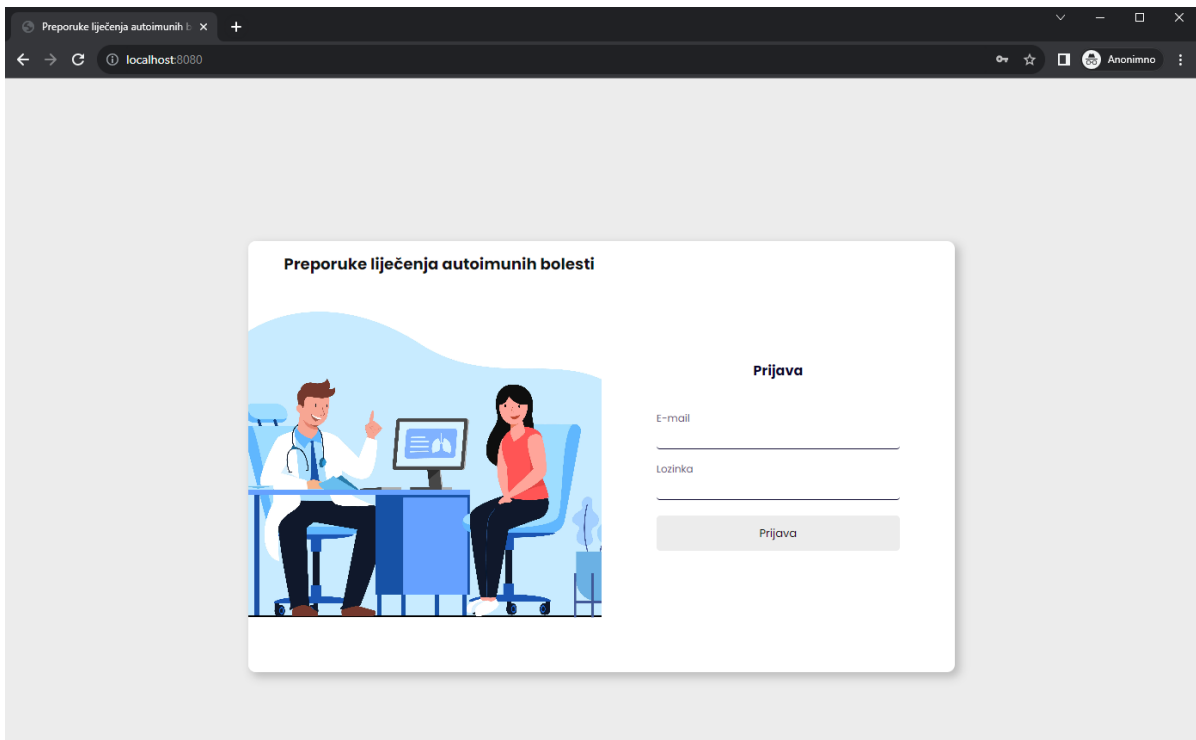 Preporuke liječenja autoimunih b
localhost:8080
Anonimno
Preporuke liječenja autoimunih bolesti
Prijava
E-mail
Lozinka
Prijava